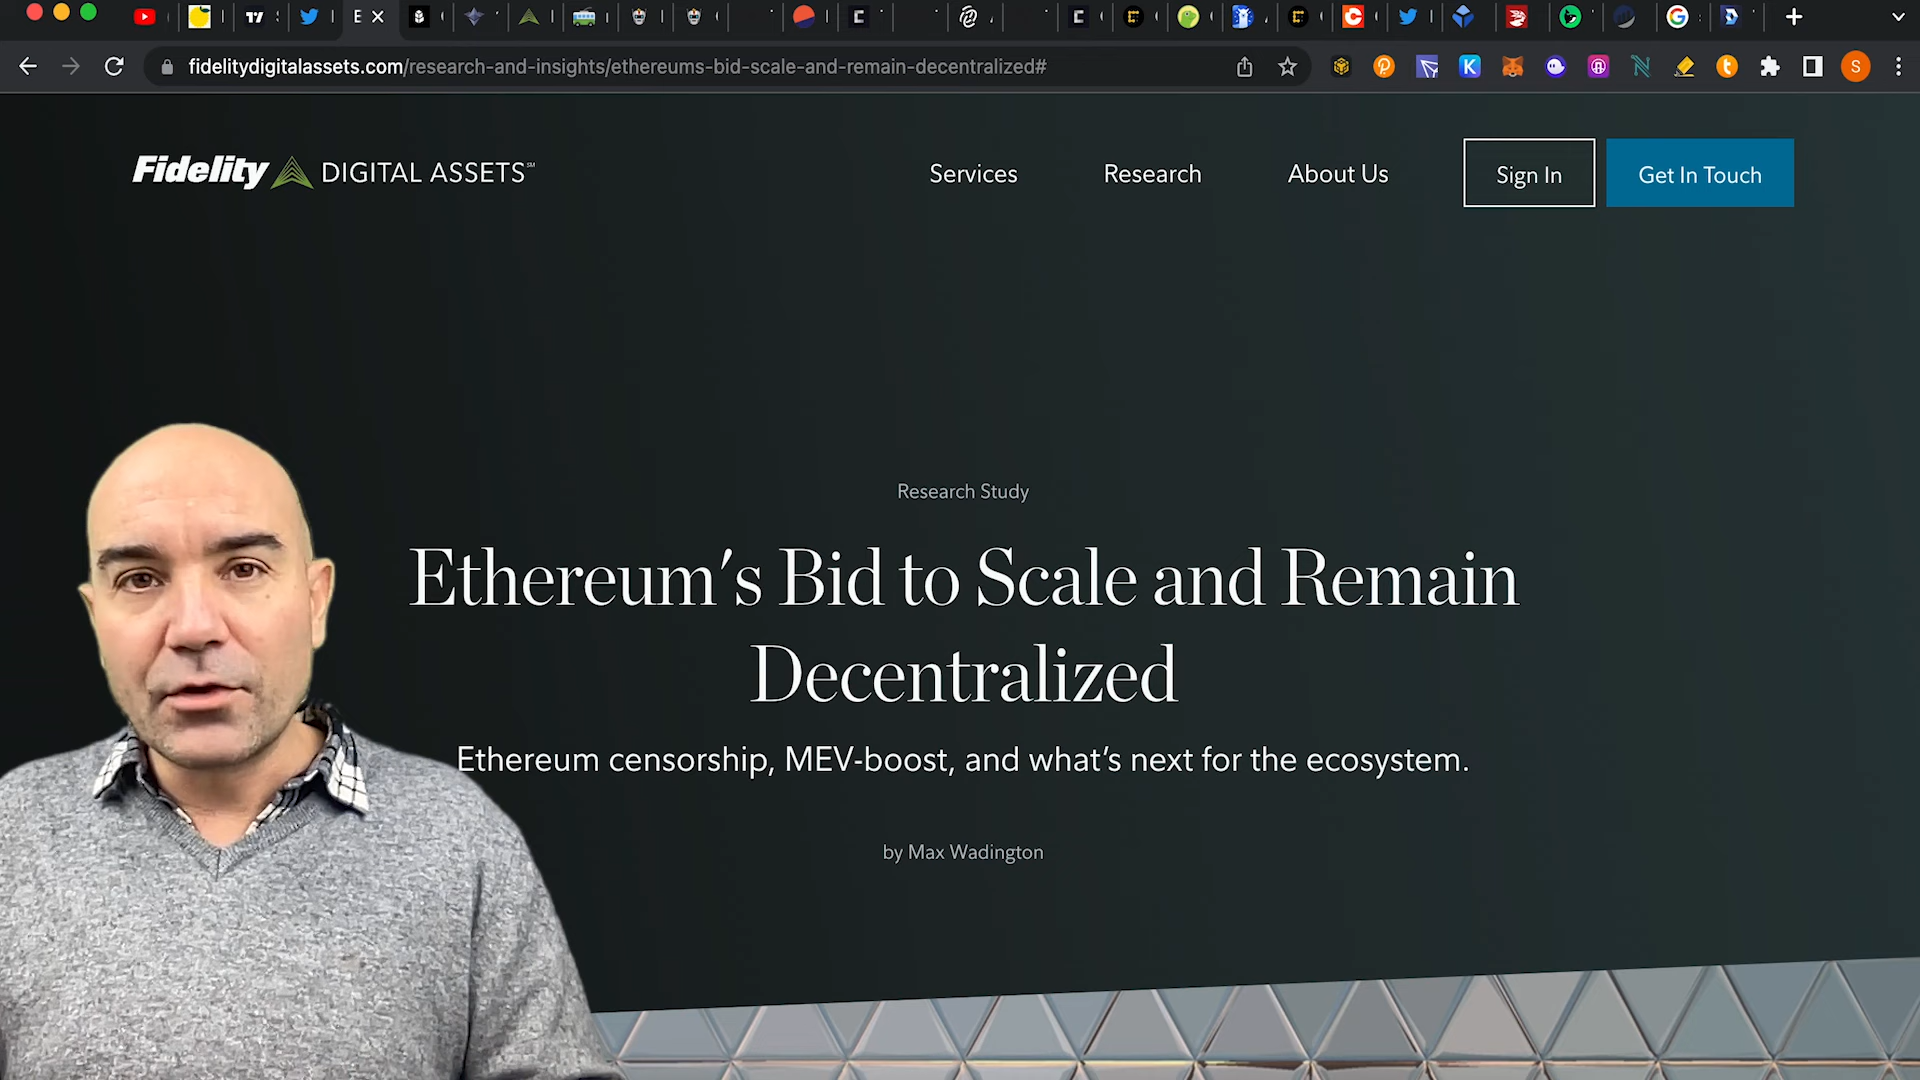 E
fidelitydigitalassets.com/research-and-insights/ethereums-bid-scale-and-remain-decentralized#
S
Fidelity DIGITAL ASSETS℠
Services
Research
About Us
Sign In
Get In Touch
Research Study
Ethereum's Bid to Scale and Remain
Decentralized
Ethereum censorship, MEV-boost, and what's next for the ecosystem.
by Max Wadington